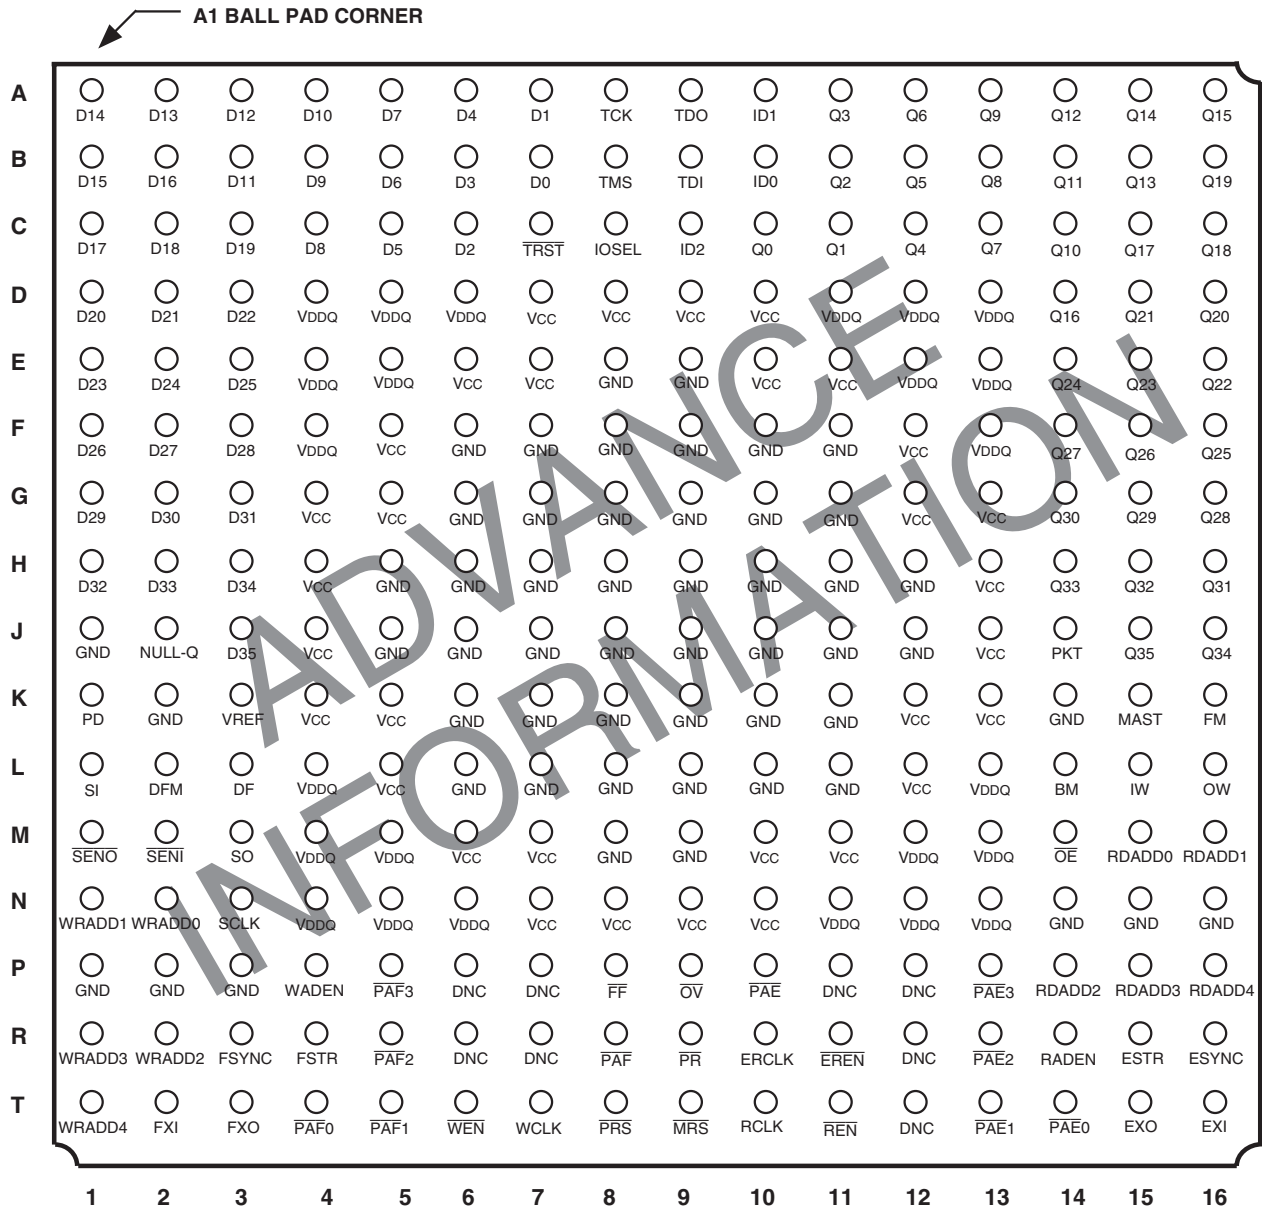 A1 BALL PAD CORNER
A
D14 D13 D12 D10 D7 D4 D1 TCK TDO ID1 Q3 Q6 Q9 Q12 Q14 Q15
B
D15 D16 D11 D9 D6 D3 D0 TMS TDI ID0 Q2 Q5 Q8 Q11 Q13 Q19
C
D17 D18 D19 D8 D5 D2 TRST IOSEL ID2 Q0 Q1 Q4 Q7 Q10 Q17 Q18
D
D20 D21 D22 VDDQ VDDQ VDDQ VCC VCC VCC VCC VDDQ VDDQ VDDQ Q16 Q21 Q20
E
D23 D24 D25 VDDQ VDDQ VCC VCC GND GND VCC VCC VDDQ VDDQ Q24 Q23 Q22
F
D26 D27 D28 VDDQ VCC GND GND GND GND GND GND VCC VDDQ Q27 Q26 Q25
G
D29 D30 D31 VCC VCC GND GND GND GND GND GND VCC VCC Q30 Q29 Q28
H
D32 D33 D34 VCC GND GND GND GND GND GND GND GND VCC Q33 Q32 Q31
J
GND NULL-Q D35 VCC GND GND GND GND GND GND GND GND VCC PKT Q35 Q34
K
PD GND VREF VCC VCC GND GND GND GND GND GND VCC VCC GND MAST FM
L
SI DFM DF VDDQ VCC GND GND GND GND GND GND VCC VDDQ BM IW OW
M
SENO SENI SO VDDQ VDDQ VCC VCC GND GND VCC VCC VDDQ VDDQ OE RDADD0 RDADD1
N
WRADD1 WRADD0 SCLK VDDQ VDDQ VDDQ VCC VCC VCC VCC VDDQ VDDQ VDDQ GND GND GND
P
GND GND GND WADEN PAF3 DNC DNC FF OV PAE DNC DNC PAE3 RDADD2 RDADD3 RDADD4
R
WRADD3 WRADD2 FSYNC FSTR PAF2 DNC DNC PAF PR ERCLK EREN DNC PAE2 RADEN ESTR ESYNC
T
WRADD4 FXI FXO PAF0 PAF1 WEN WCLK PRS MRS RCLK REN DNC PAE1 PAE0 EXO EXI
1 2 3 4 5 6 7 8 9 10 11 12 13 14 15 16
ADVANCE
INFORMATION